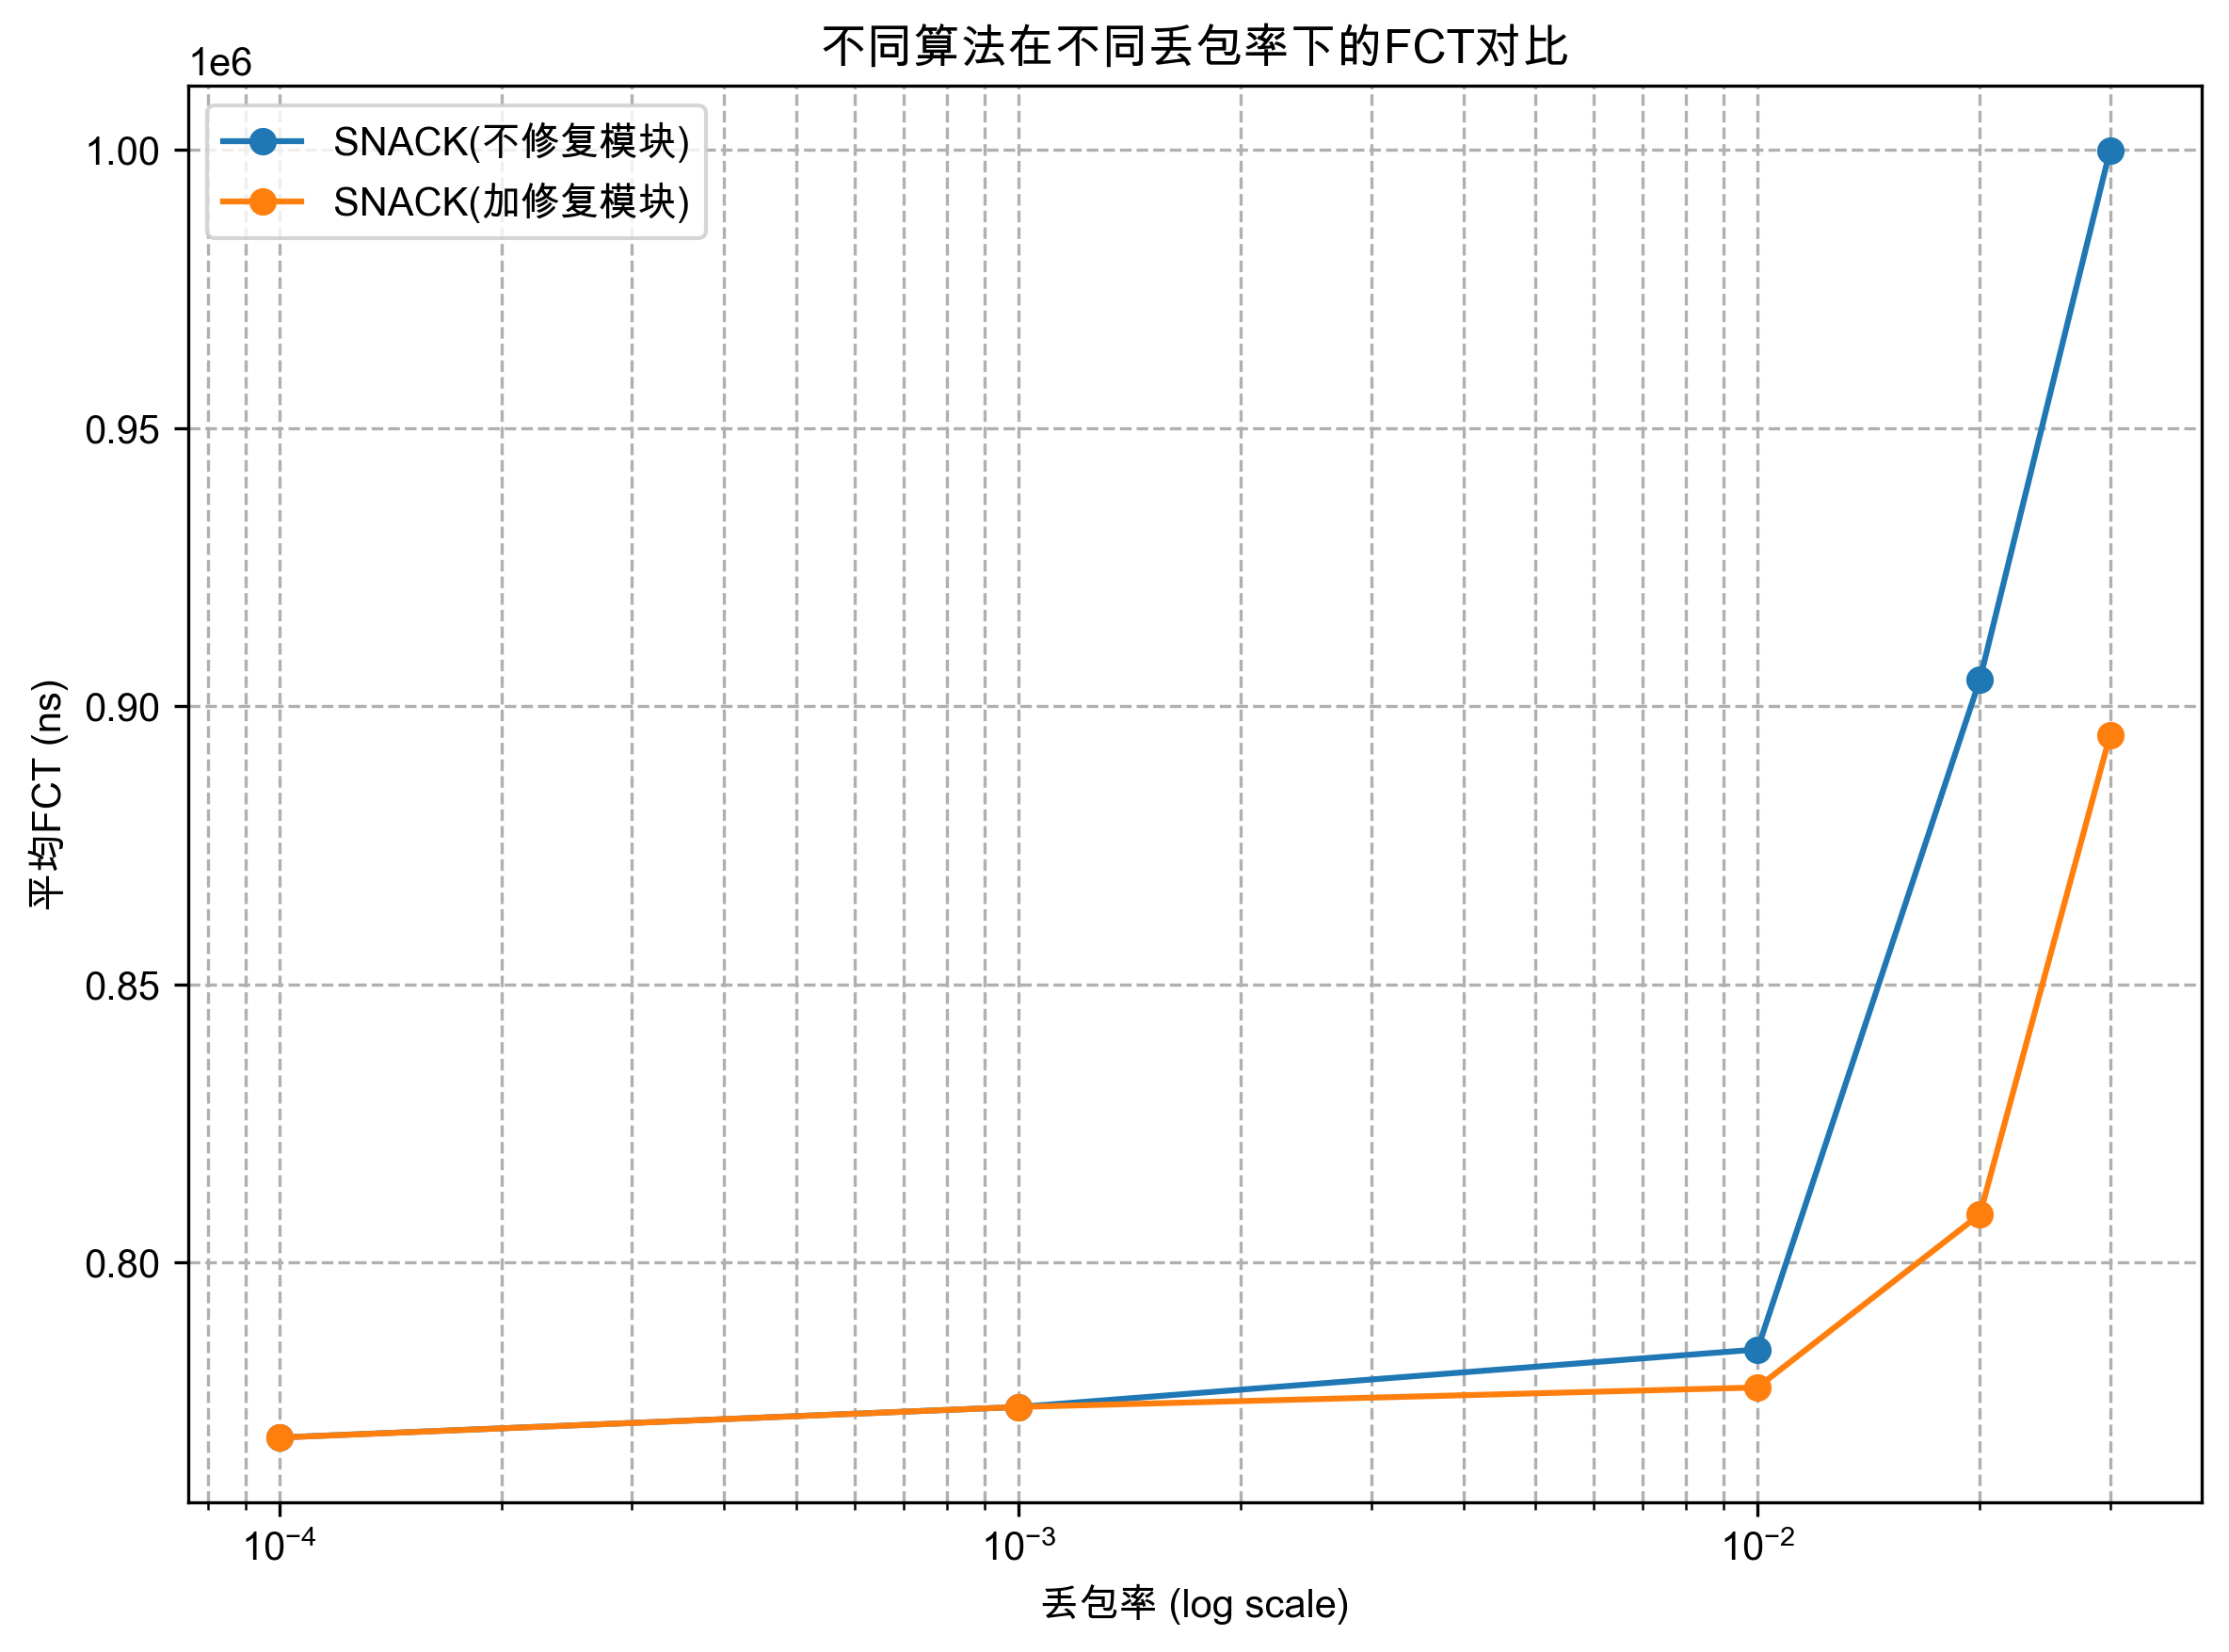 不同算法在不同丢包率下的FCT对比
1e6
SNACK(不修复模块)
SNACK(加修复模块)
1.00
0.95
0.90
0.85
0.80
平均FCT (ns)
10⁻⁴
10⁻³
10⁻²
丢包率 (log scale)